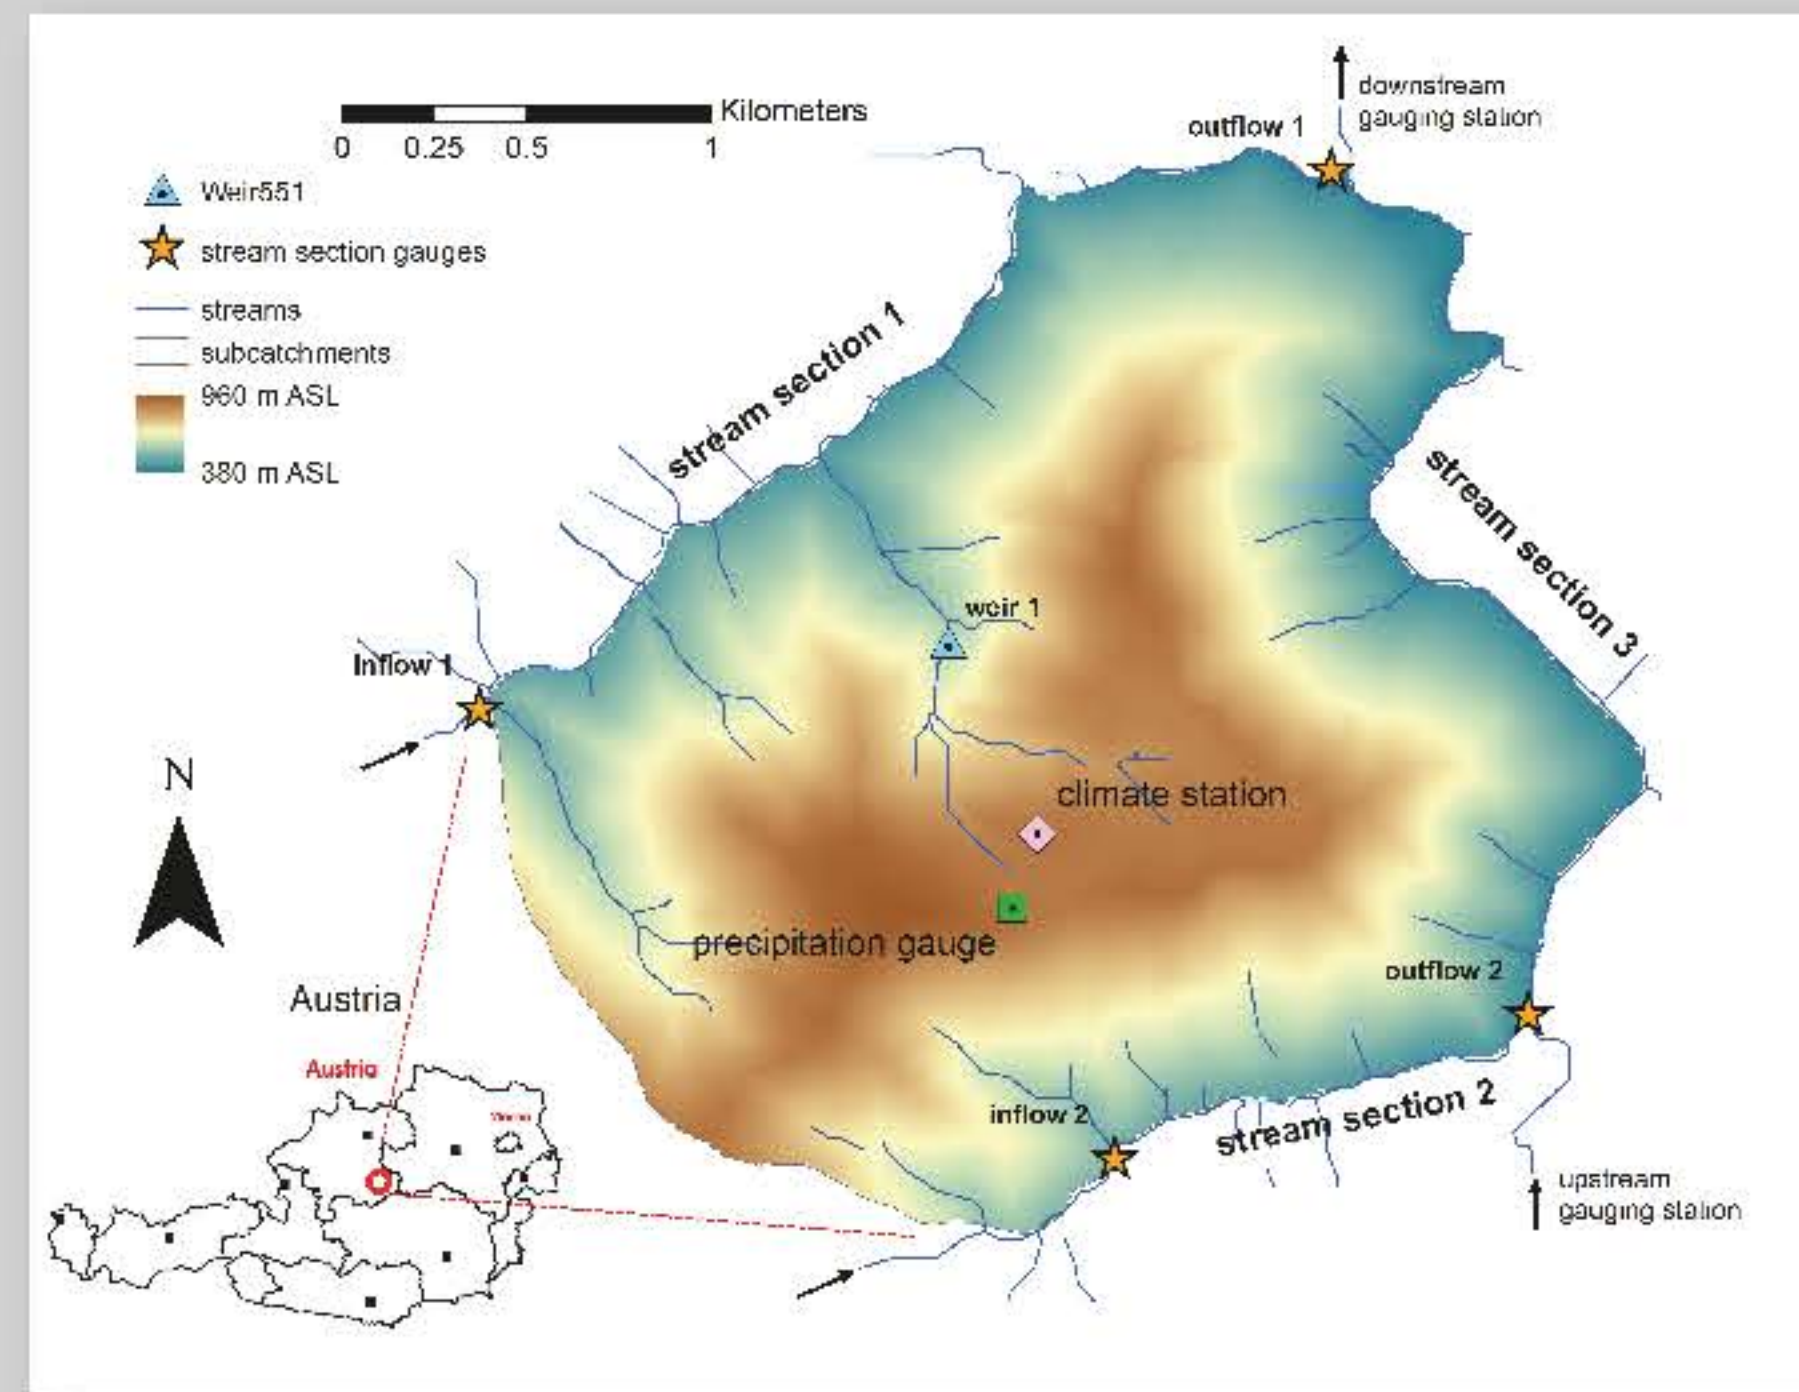 downstream
gauging station
outflow 1
Kilometers
0 0.25 0.5 1
Weir551
stream section gauges
streams
subcatchments
960 m ASL
380 m ASL
stream section 1
stream section 3
weir 1
Inflow 1
N
climate station
precipitation gauge
outflow 2
Austria
Austria
inflow 2
stream section 2
upstream
gauging station